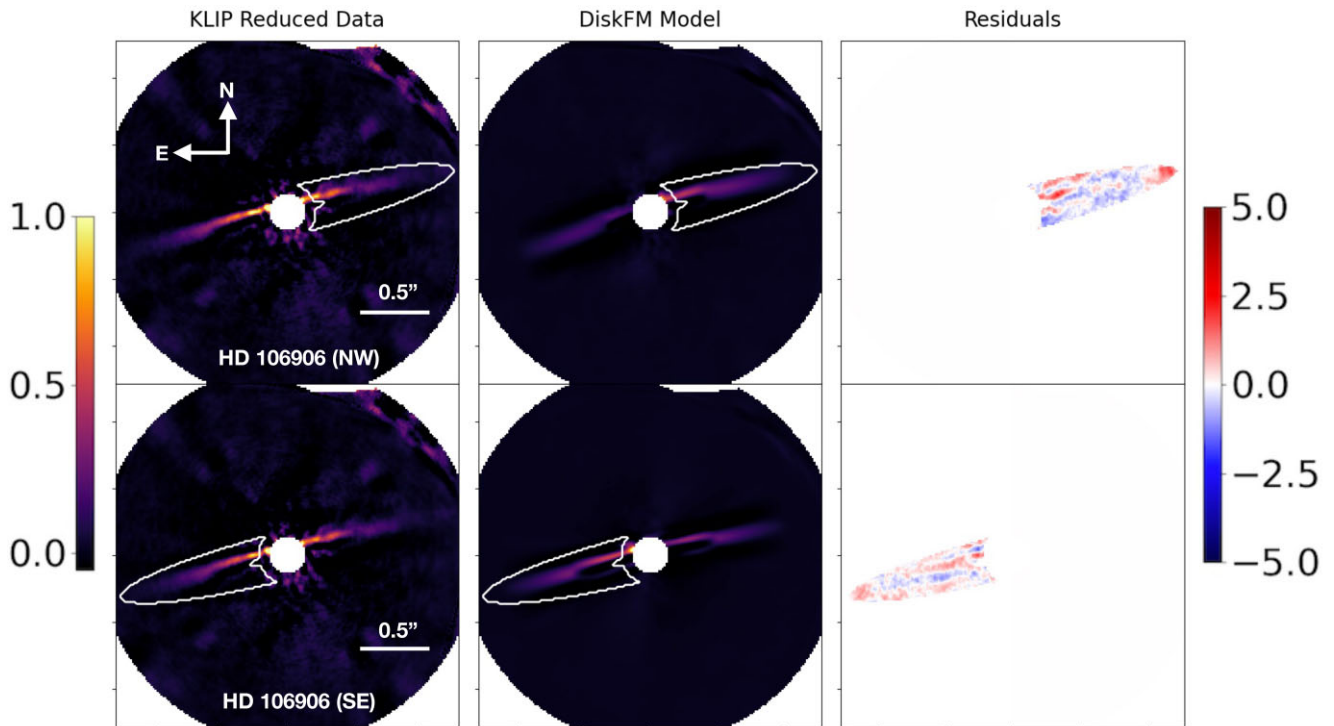 KLIP Reduced Data
DiskFM Model
Residuals
N
E
0.5”
HD 106906 (NW)
1.0
0.5
0.0
5.0
2.5
0.0
−2.5
−5.0
0.5”
HD 106906 (SE)